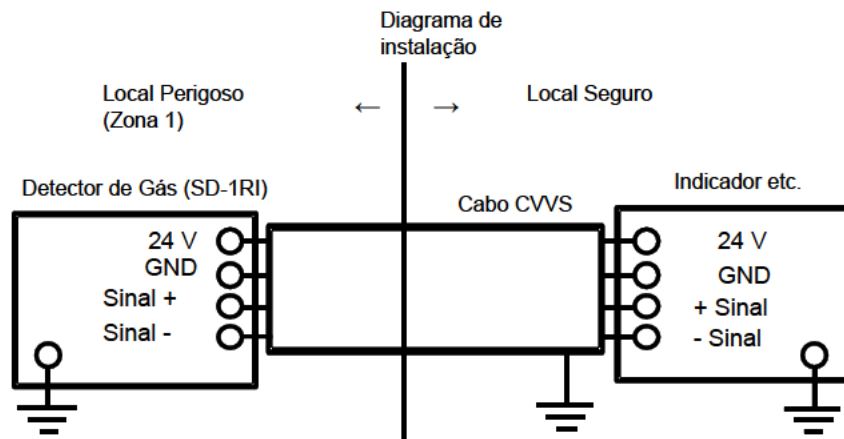 Diagrama de
instalação
Local Perigoso
(Zona 1)
← →
Local Seguro
Detector de Gás (SD-1RI)
Cabo CVVS
Indicador etc.
24 V
GND
Sinal +
Sinal -
24 V
GND
+ Sinal
- Sinal